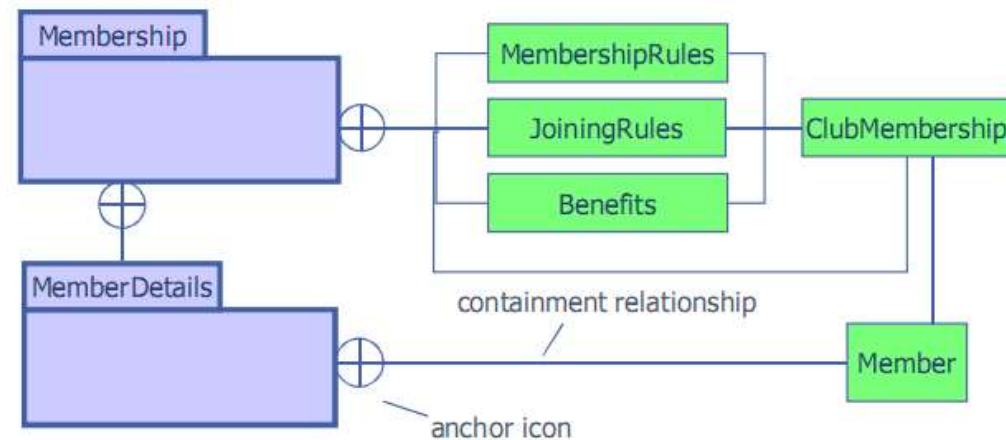 Membership
MembershipRules
JoiningRules
ClubMembership
Benefits
MemberDetails
containment relationship
Member
anchor icon